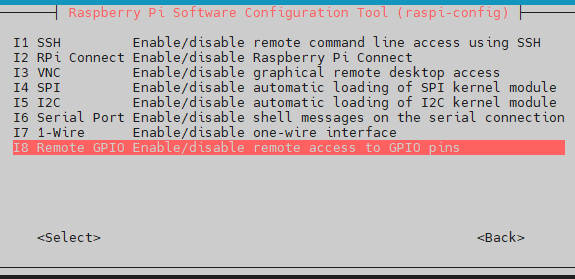 Raspberry Pi Software Configuration Tool (raspi-config)
I1 SSH Enable/disable remote command line access using SSH
I2 RPi Connect Enable/disable Raspberry Pi Connect
I3 VNC Enable/disable graphical remote desktop access
I4 SPI Enable/disable automatic loading of SPI kernel module
I5 I2C Enable/disable automatic loading of I2C kernel module
I6 Serial Port Enable/disable shell messages on the serial connection
I7 1-Wire Enable/disable one-wire interface
I8 Remote GPIO Enable/disable remote access to GPIO pins
<Select> <Back>